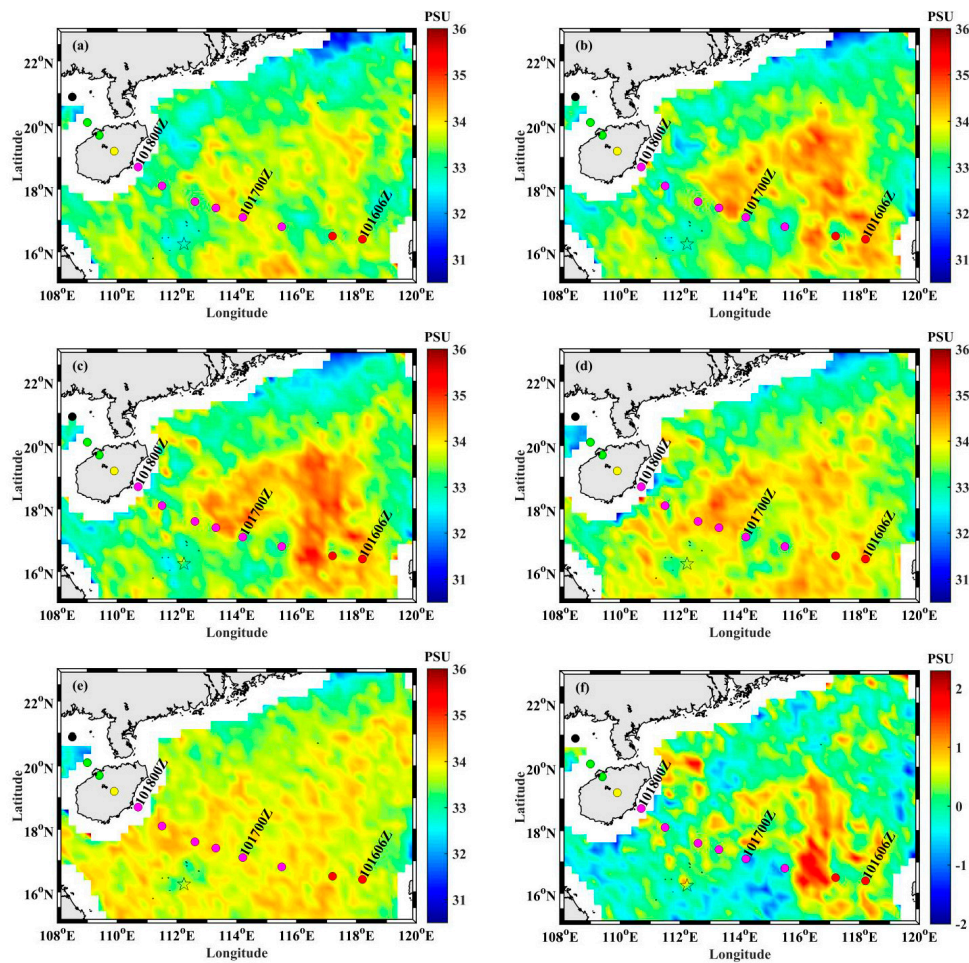 PSU
36
35
34
33
32
31
(a)
22°N
20°N
18°N
16°N
Latitude
101800Z
101700Z
101606Z
108°E
110°E
112°E
114°E
116°E
118°E
120°E
Longitude
PSU
36
35
34
33
32
31
(b)
22°N
20°N
18°N
16°N
Latitude
101800Z
101700Z
101606Z
108°E
110°E
112°E
114°E
116°E
118°E
120°E
Longitude
PSU
36
35
34
33
32
31
(c)
22°N
20°N
18°N
16°N
Latitude
101800Z
101700Z
101606Z
108°E
110°E
112°E
114°E
116°E
118°E
120°E
Longitude
PSU
36
35
34
33
32
31
(d)
22°N
20°N
18°N
16°N
Latitude
101800Z
101700Z
101606Z
108°E
110°E
112°E
114°E
116°E
118°E
120°E
Longitude
PSU
36
35
34
33
32
31
(e)
22°N
20°N
18°N
16°N
Latitude
101800Z
101700Z
101606Z
108°E
110°E
112°E
114°E
116°E
118°E
120°E
Longitude
PSU
2
1
0
-1
-2
(f)
22°N
20°N
18°N
16°N
Latitude
101800Z
101700Z
101606Z
108°E
110°E
112°E
114°E
116°E
118°E
120°E
Longitude